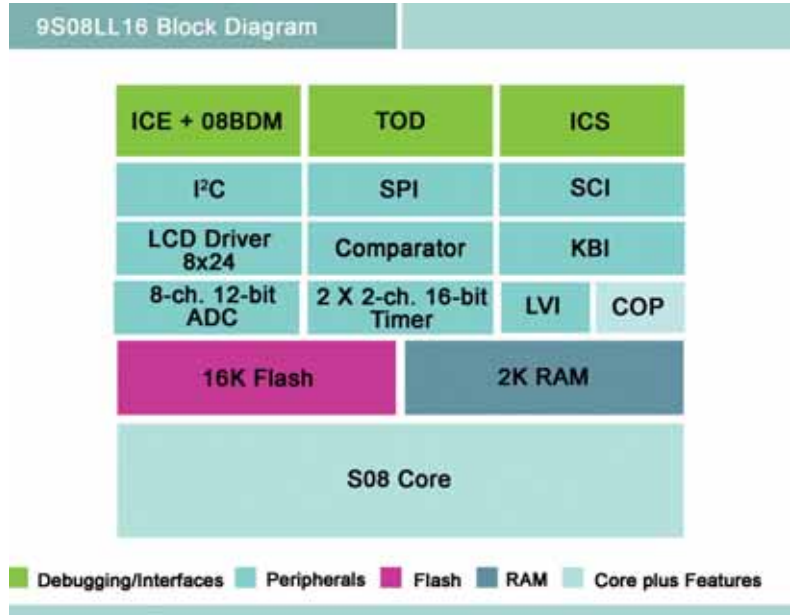 9S08LL16 Block Diagram
ICE + 08BDM
TOD
ICS
I²C
SPI
SCI
LCD Driver
8x24
Comparator
KBI
8-ch. 12-bit
ADC
2 X 2-ch. 16-bit
Timer
LVI
COP
16K Flash
2K RAM
S08 Core
Debugging/Interfaces
Peripherals
Flash
RAM
Core plus Features